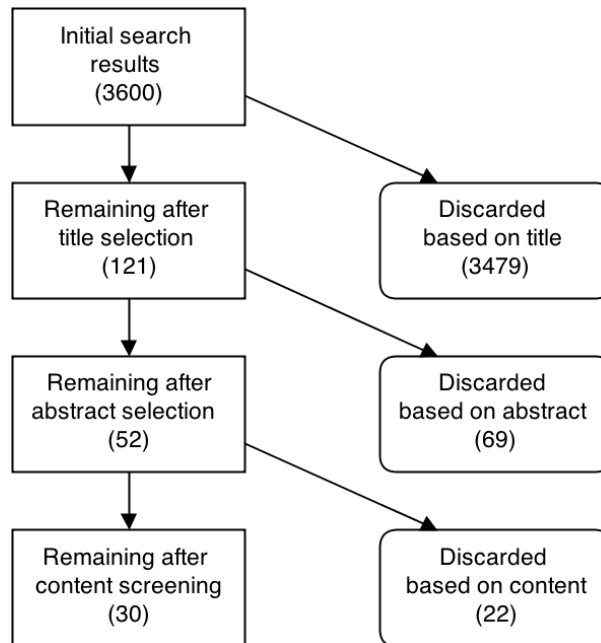 Initial search
results
(3600)
Remaining after
title selection
(121)
Discarded
based on title
(3479)
Remaining after
abstract selection
(52)
Discarded
based on abstract
(69)
Remaining after
content screening
(30)
Discarded
based on content
(22)